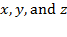 x, y, and z